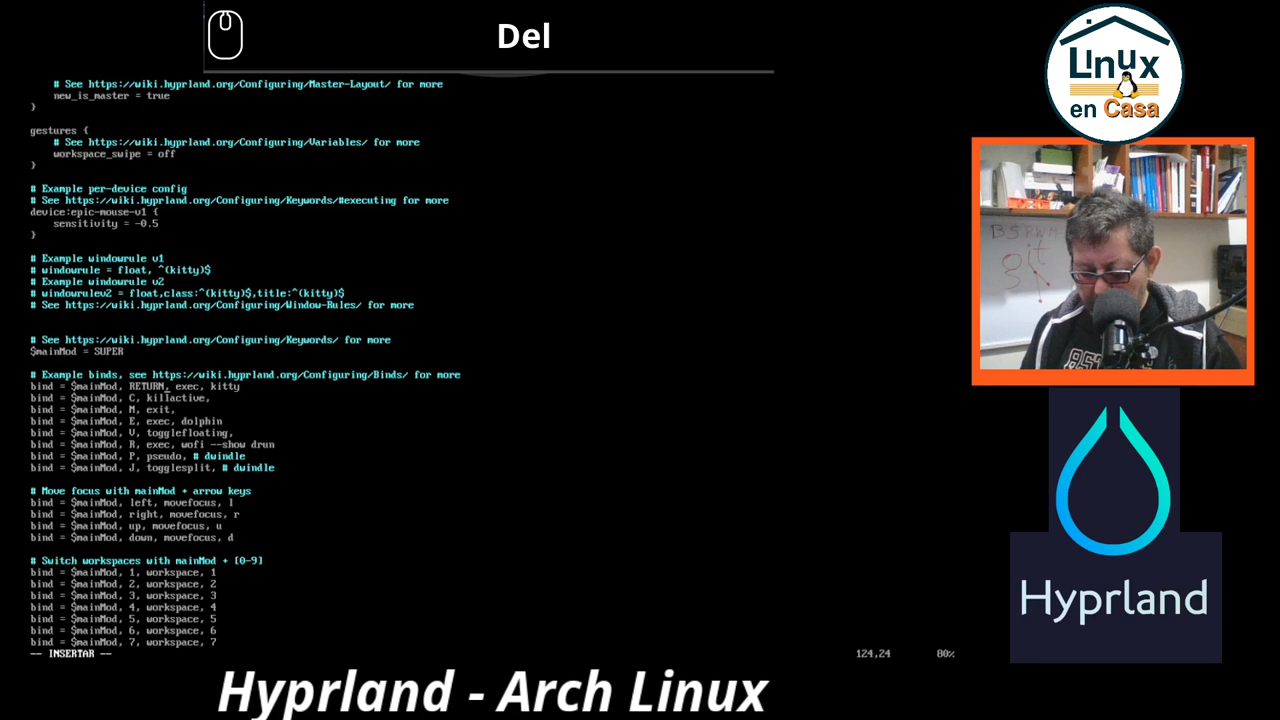 Del
# See https://wiki.hyprland.org/Configuring/Master-Layout/ for more
new_is_master = true
}
gestures {
# See https://wiki.hyprland.org/Configuring/Variables/ for more
workspace_swipe = off
}
# Example per-device config
# See https://wiki.hyprland.org/Configuring/Keywords/#executing for more
device:epic-mouse-v1 {
sensitivity = -0.5
}
# Example windowrule v1
# windowrule = float, ^(kitty)$
# Example windowrule v2
# windowrulev2 = float,class:^(kitty)$,title:^(kitty)$
# See https://wiki.hyprland.org/Configuring/Window-Rules/ for more
# See https://wiki.hyprland.org/Configuring/Keywords/ for more
$mainMod = SUPER
# Example binds, see https://wiki.hyprland.org/Configuring/Binds/ for more
bind = $mainMod, RETURN, exec, kitty
bind = $mainMod, C, killactive,
bind = $mainMod, M, exit,
bind = $mainMod, E, exec, dolphin
bind = $mainMod, V, togglefloating,
bind = $mainMod, R, exec, wofi --show drun
bind = $mainMod, P, pseudo, # dwindle
bind = $mainMod, J, togglesplit, # dwindle
# Move focus with mainMod + arrow keys
bind = $mainMod, left, movefocus, l
bind = $mainMod, right, movefocus, r
bind = $mainMod, up, movefocus, u
bind = $mainMod, down, movefocus, d
# Switch workspaces with mainMod + [0-9]
bind = $mainMod, 1, workspace, 1
bind = $mainMod, 2, workspace, 2
bind = $mainMod, 3, workspace, 3
bind = $mainMod, 4, workspace, 4
bind = $mainMod, 5, workspace, 5
bind = $mainMod, 6, workspace, 6
bind = $mainMod, 7, workspace, 7
-- INSERTAR -- 124,24 80%
Hyprland - Arch Linux
Linux
en Casa
BSPWM
git
Hyprland